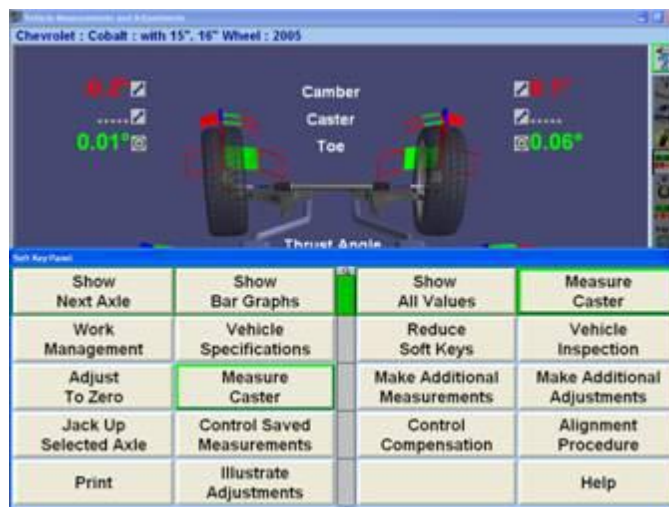 Vehicle Measurements and Adjustments
Chevrolet : Cobalt : with 15", 16" Wheel : 2005
Camber
..... Caster .....
0.01° Toe 0.06°
Thrust Angle
Soft Key Panel
Show Show Show Measure
Next Axle Bar Graphs All Values Caster
Work Vehicle Reduce Vehicle
Management Specifications Soft Keys Inspection
Adjust Measure Make Additional Make Additional
To Zero Caster Measurements Adjustments
Jack Up Control Saved Control Alignment
Selected Axle Measurements Compensation Procedure
Print Illustrate Help
Adjustments